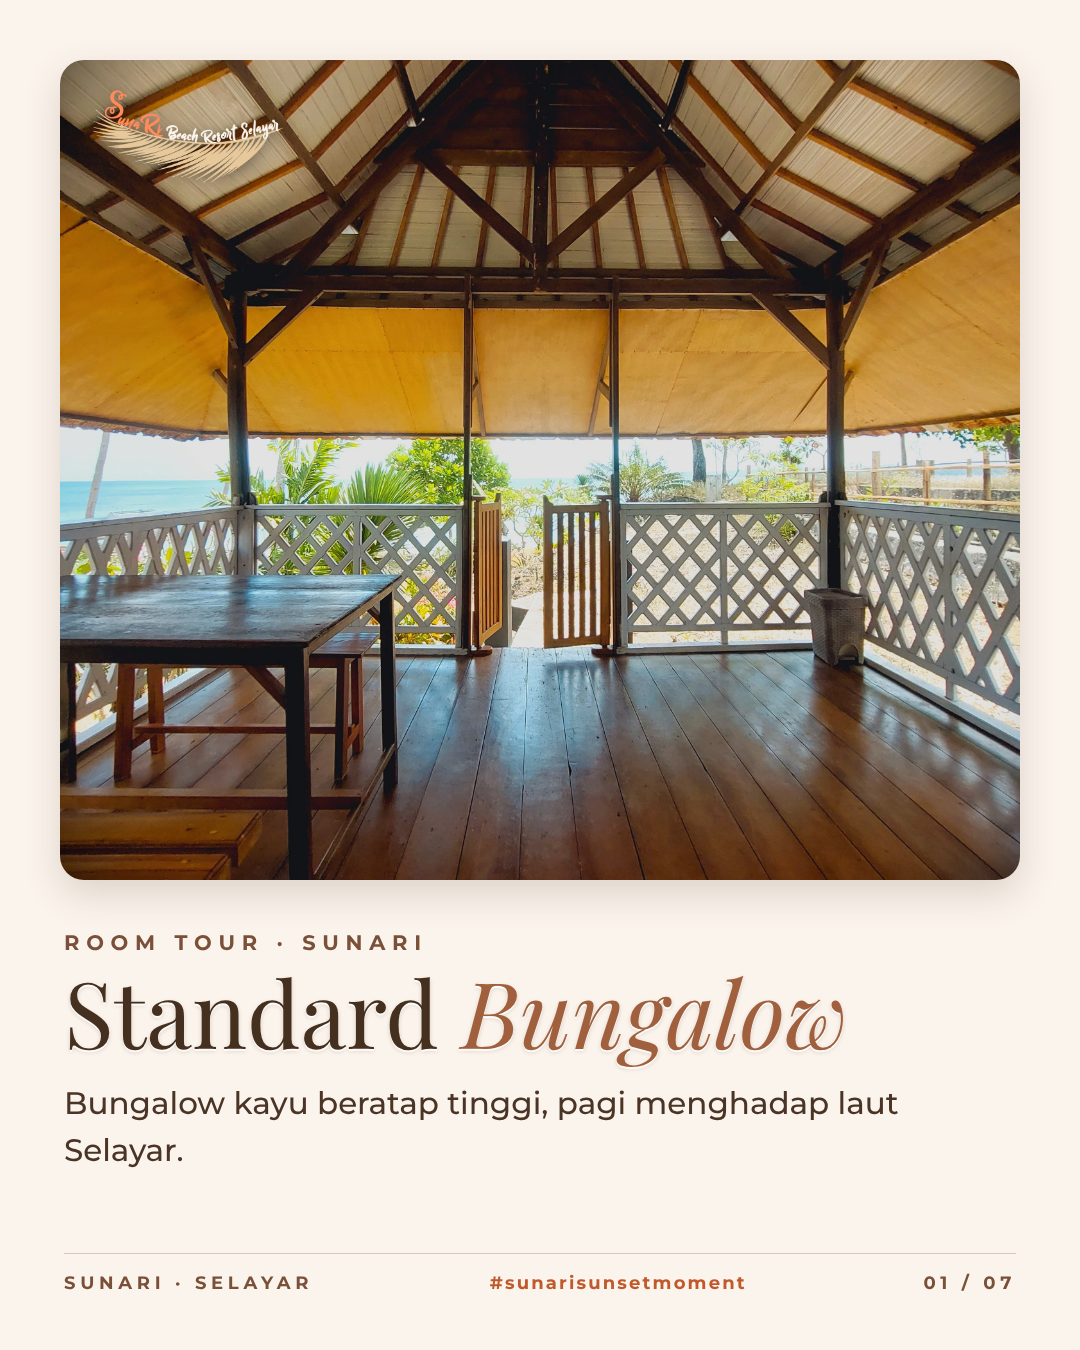 SunaRi Beach Resort Selayar
ROOM TOUR · SUNARI
Standard Bungalow
Bungalow kayu beratap tinggi, pagi menghadap laut
Selayar.
SUNARI · SELAYAR
#sunarisunsetmoment
01 / 07